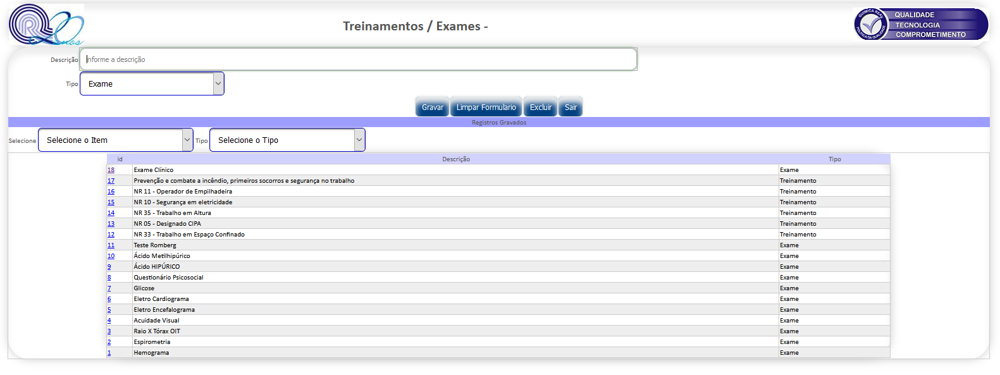 Treinamentos / Exames -
QUÍMICA REAL
POLÍTICA DA QUALIDADE
QUALIDADE
TECNOLOGIA
COMPROMETIMENTO
Descrição Informe a descrição
Tipo Exame
Gravar Limpar Formulario Excluir Sair
Registros Gravados
Selecione Selecione o Item Tipo Selecione o Tipo
id Descrição Tipo
18 Exame Clínico Exame
17 Prevenção e combate a incêndio, primeiros socorros e segurança no trabalho Treinamento
16 NR 11 - Operador de Empilhadeira Treinamento
15 NR 10 - Segurança em eletricidade Treinamento
14 NR 35 - Trabalho em Altura Treinamento
13 NR 05 - Designado CIPA Treinamento
12 NR 33 - Trabalho em Espaço Confinado Treinamento
11 Teste Romberg Exame
10 Ácido Metilhipúrico Exame
9 Ácido HIPÚRICO Exame
8 Questionário Psicosocial Exame
7 Glicose Exame
6 Eletro Cardiograma Exame
5 Eletro Encefalograma Exame
4 Acuidade Visual Exame
3 Raio X Tórax OIT Exame
2 Espirometria Exame
1 Hemograma Exame